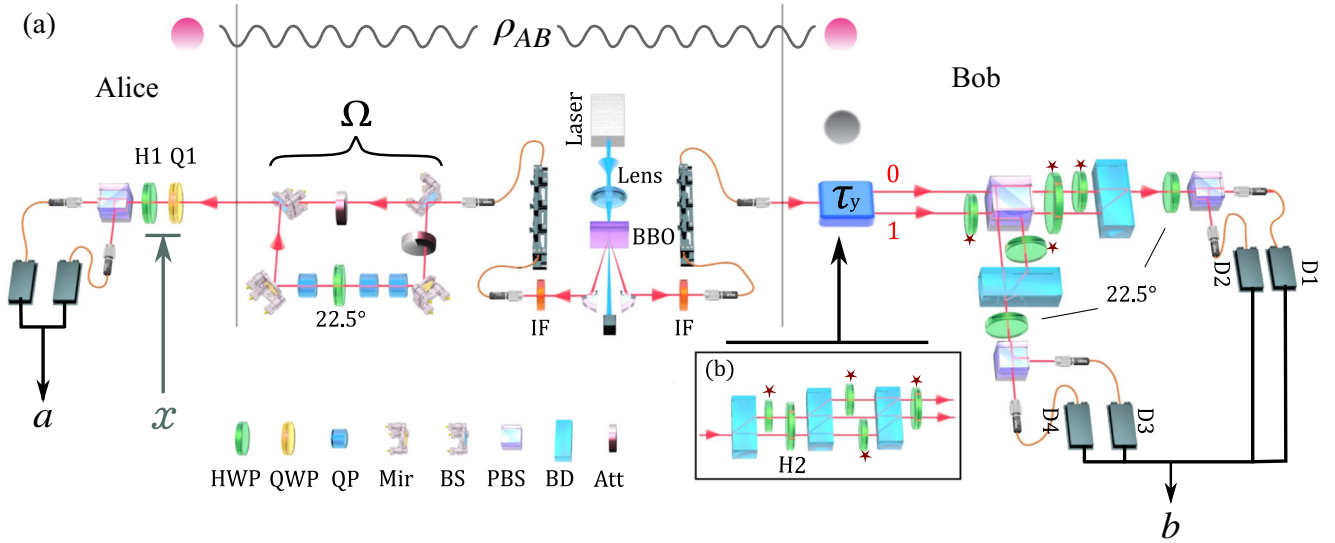 (a)
ρAB
Alice
Bob
Ω
Laser
H1 Q1
Lens
0
τy
BBO
1
22.5°
IF
IF
D2
D1
22.5°
(b)
H2
a
x
D4
D3
HWP QWP QP Mir BS PBS BD Att
b